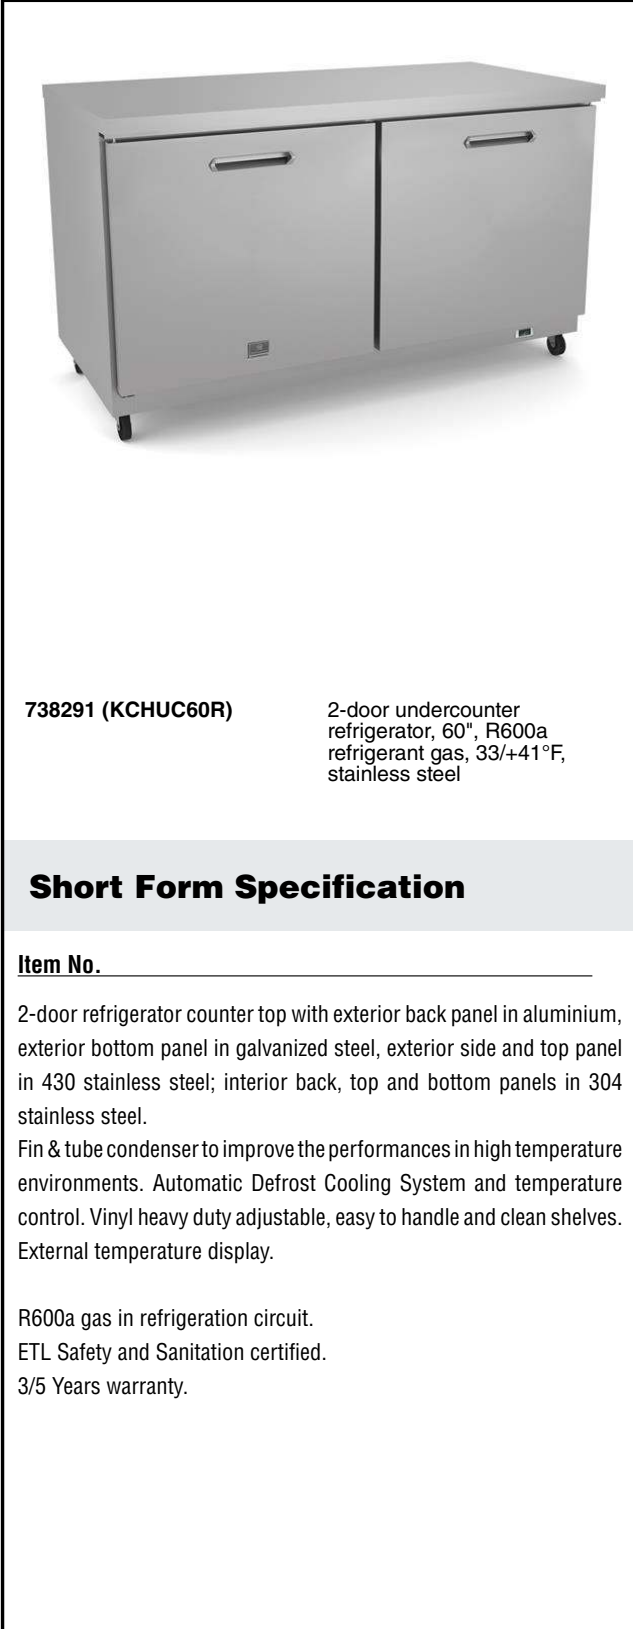 738291 (KCHUC60R)
2-door undercounter
refrigerator, 60", R600a
refrigerant gas, 33/+41°F,
stainless steel
Short Form Specification
Item No.
2-door refrigerator counter top with exterior back panel in aluminium,
exterior bottom panel in galvanized steel, exterior side and top panel
in 430 stainless steel; interior back, top and bottom panels in 304
stainless steel.
Fin & tube condenser to improve the performances in high temperature
environments. Automatic Defrost Cooling System and temperature
control. Vinyl heavy duty adjustable, easy to handle and clean shelves.
External temperature display.
R600a gas in refrigeration circuit.
ETL Safety and Sanitation certified.
3/5 Years warranty.